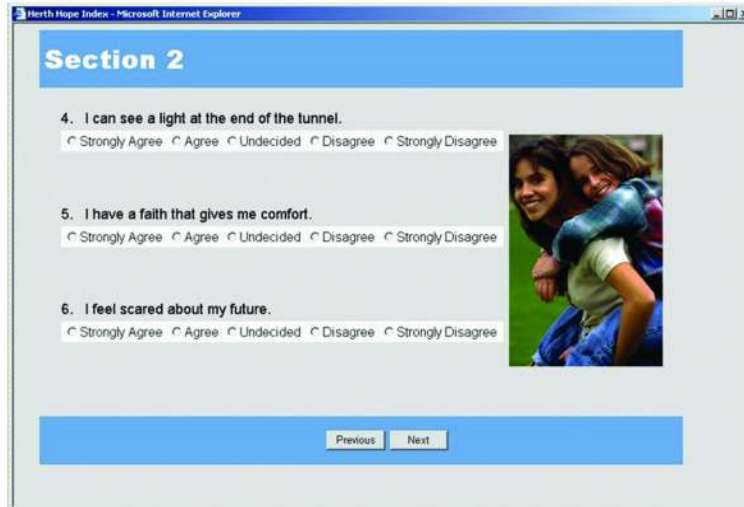 Herth Hope Index - Microsoft Internet Explorer
Section 2
4. I can see a light at the end of the tunnel.
Strongly Agree Agree Undecided Disagree Strongly Disagree
5. I have a faith that gives me comfort.
Strongly Agree Agree Undecided Disagree Strongly Disagree
6. I feel scared about my future.
Strongly Agree Agree Undecided Disagree Strongly Disagree
Previous Next